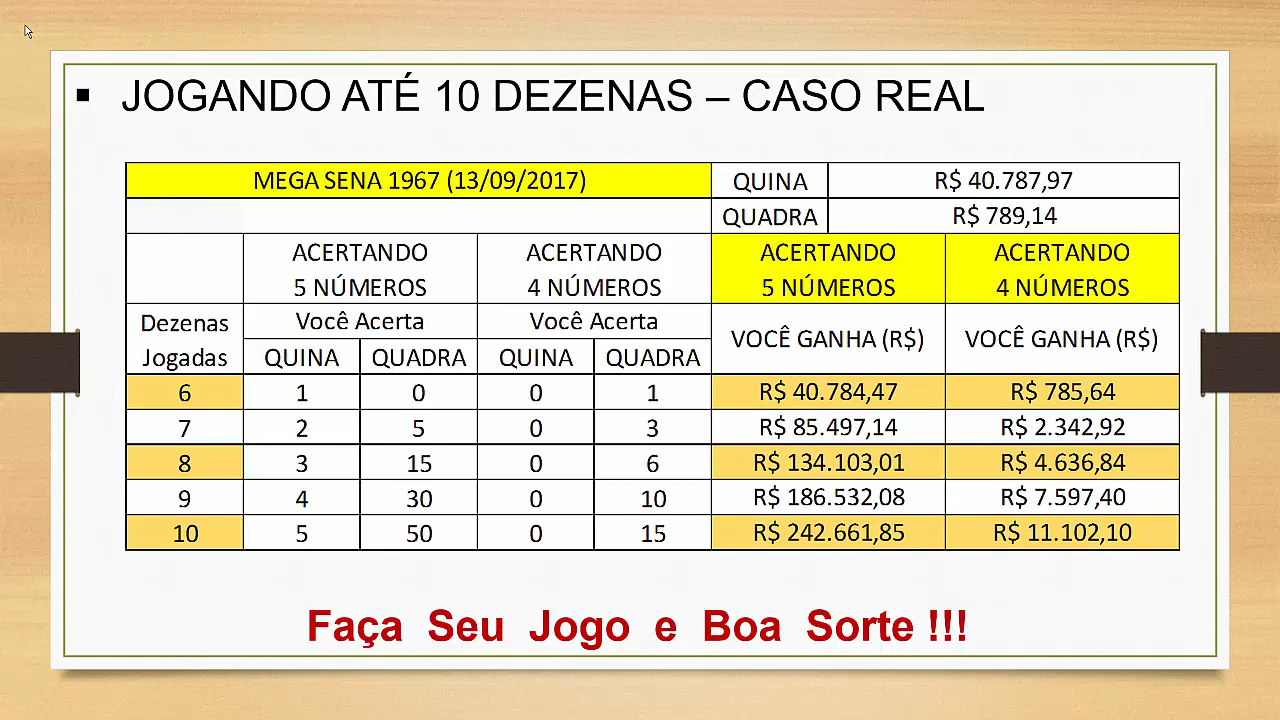 ▪ JOGANDO ATÉ 10 DEZENAS – CASO REAL
MEGA SENA 1967 (13/09/2017) QUINA R$ 40.787,97
QUADRA R$ 789,14
ACERTANDO ACERTANDO ACERTANDO ACERTANDO
5 NÚMEROS 4 NÚMEROS 5 NÚMEROS 4 NÚMEROS
Dezenas Você Acerta Você Acerta VOCÊ GANHA (R$) VOCÊ GANHA (R$)
Jogadas QUINA QUADRA QUINA QUADRA
6 1 0 0 1 R$ 40.784,47 R$ 785,64
7 2 5 0 3 R$ 85.497,14 R$ 2.342,92
8 3 15 0 6 R$ 134.103,01 R$ 4.636,84
9 4 30 0 10 R$ 186.532,08 R$ 7.597,40
10 5 50 0 15 R$ 242.661,85 R$ 11.102,10
Faça Seu Jogo e Boa Sorte !!!